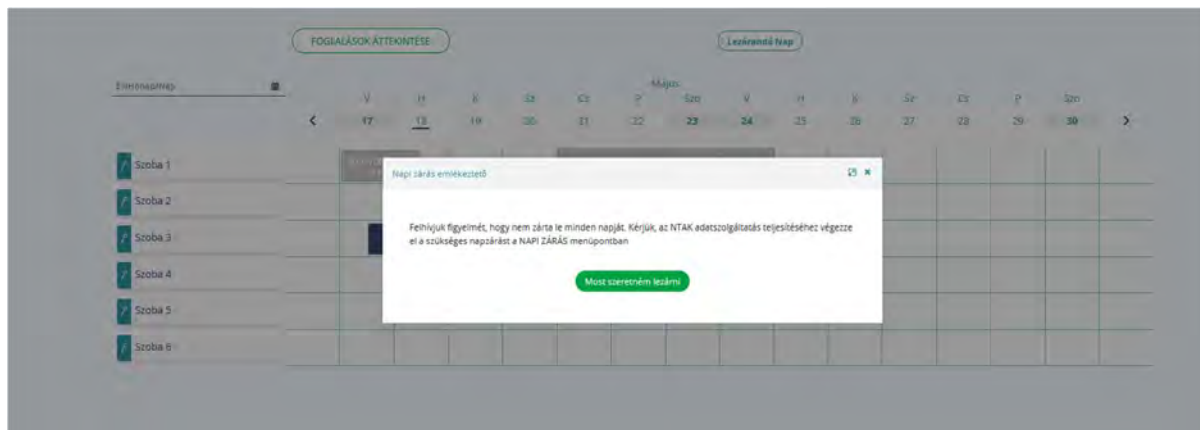 FOGLALÁSOK ÁTTEKINTÉSE
Lezárandó Nap
Május
V H K Sz Cs P Szo V H K Sz Cs P Szo
17 18 19 20 21 22 23 24 25 26 27 28 29 30
Szoba 1
Napi zárás emlékeztető
Szoba 2
Felhívjuk figyelmét, hogy nem zárta le minden napját. Kérjük, az NTAK adatszolgáltatás teljesítéséhez végezze
el a szükséges napzárást a NAPI ZÁRÁS menüpontban
Szoba 3
Most szeretném lezárni
Szoba 4
Szoba 5
Szoba 6